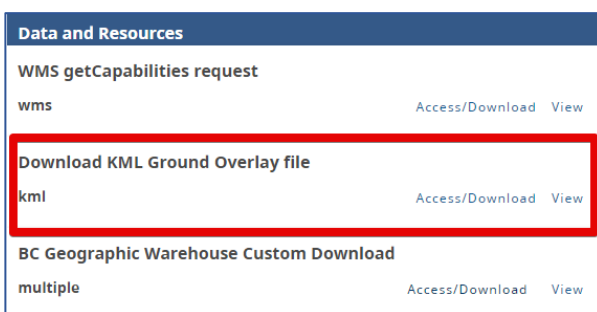 Data and Resources
WMS getCapabilities request
wms Access/Download View
Download KML Ground Overlay file
kml Access/Download View
BC Geographic Warehouse Custom Download
multiple Access/Download View